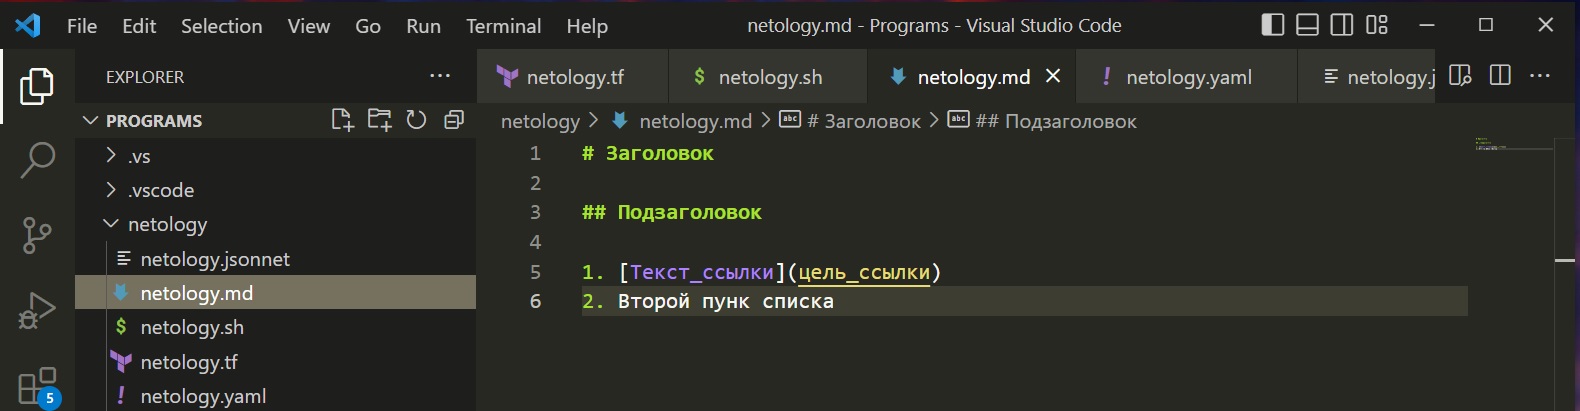 File Edit Selection View Go Run Terminal Help netology.md - Programs - Visual Studio Code
EXPLORER
netology.tf netology.sh netology.md netology.yaml netology.j
PROGRAMS
netology > netology.md > # Заголовок > ## Подзаголовок
.vs
.vscode
netology
netology.jsonnet
netology.md
netology.sh
netology.tf
netology.yaml
5
1 # Заголовок
2
3 ## Подзаголовок
4
5 1. [Текст_ссылки](цель_ссылки)
6 2. Второй пунк списка